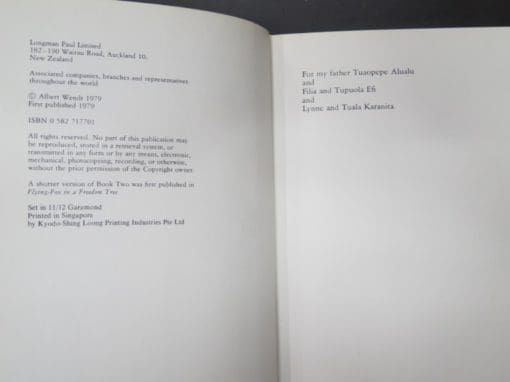 Longman Paul Limited
182-190 Wairau Road, Auckland 10,
New Zealand
Associated companies, branches and representatives
throughout the world
© Albert Wendt 1979
First published 1979
ISBN 0 582 71770 1
All rights reserved. No part of this publication may
be reproduced, stored in a retrieval system, or
transmitted in any form or by any means, electronic,
mechanical, photocopying, recording, or otherwise,
without the prior permission of the Copyright owner.
A shorter version of Book Two was first published in
Flying-Fox in a Freedom Tree
Set in 11/12 Garamond
Printed in Singapore
by Kyodo-Shing Loong Printing Industries Pte Ltd
For my father Tuaopepe Alualu
and
Filia and Tupuola Efi
and
Lynne and Tuala Karanita